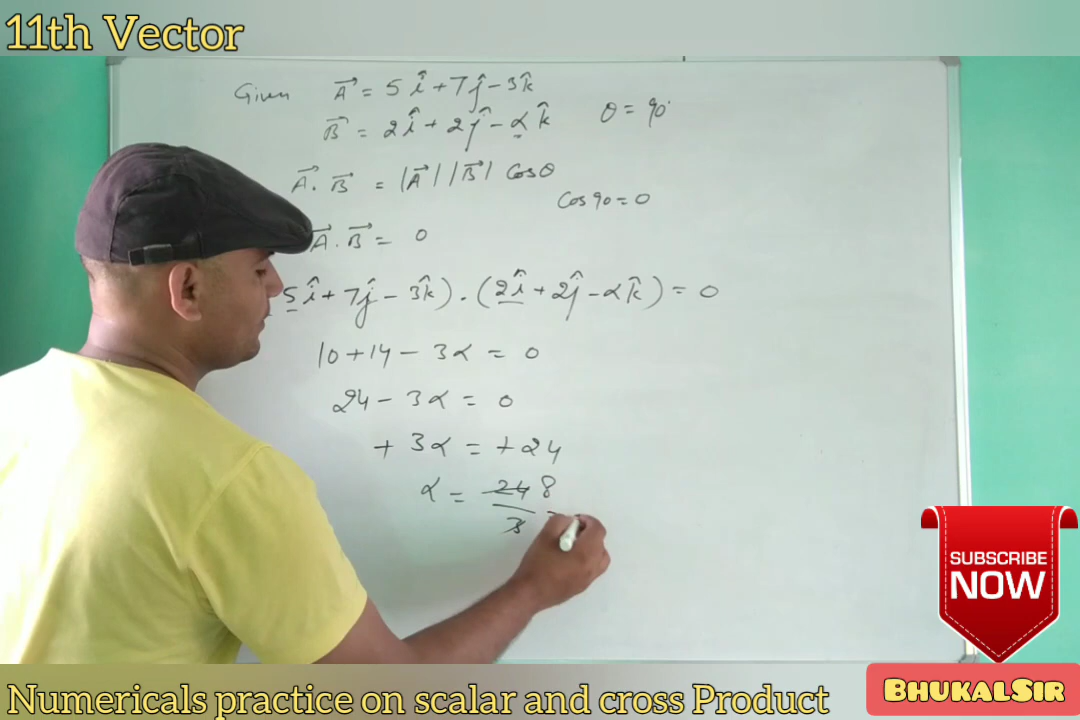 11th Vector
Given A⃗ = 5î + 7ĵ - 3k̂
B⃗ = 2î + 2ĵ - αk̂ θ = 90°
A⃗ . B⃗ = |A⃗| |B⃗| Cosθ
Cos 90 = 0
A⃗ . B⃗ = 0
5î + 7ĵ - 3k̂) . (2î + 2ĵ - αk̂) = 0
10 + 14 - 3α = 0
24 - 3α = 0
+ 3α = + 24
α = 24/3 8 =
SUBSCRIBE
NOW
Numericals practice on scalar and cross Product
BHUKALSIR